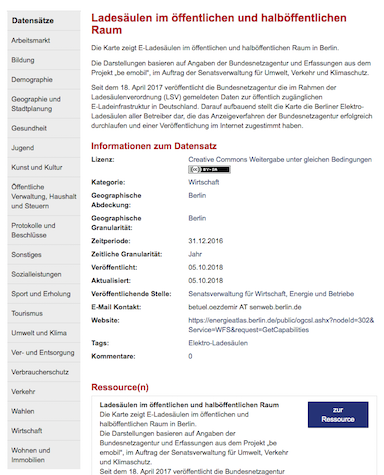 Datensätze
Arbeitsmarkt
Bildung
Demographie
Geographie und
Stadtplanung
Gesundheit
Jugend
Kunst und Kultur
Öffentliche
Verwaltung, Haushalt
und Steuern
Protokolle und
Beschlüsse
Sonstiges
Sozialleistungen
Sport und Erholung
Tourismus
Umwelt und Klima
Ver- und Entsorgung
Verbraucherschutz
Verkehr
Wahlen
Wirtschaft
Wohnen und
Immobilien
Ladesäulen im öffentlichen und halböffentlichen
Raum
Die Karte zeigt E-Ladesäulen im öffentlichen und halböffentlichen Raum in Berlin.
Die Darstellungen basieren auf Angaben der Bundesnetzagentur und Erfassungen aus dem
Projekt „be emobil", im Auftrag der Senatsverwaltung für Umwelt, Verkehr und Klimaschutz.
Seit dem 18. April 2017 veröffentlicht die Bundesnetzagentur die im Rahmen der
Ladesäulenverordnung (LSV) gemeldeten Daten zur öffentlich zugänglichen
E-Ladeinfrastruktur in Deutschland. Darauf aufbauend stellt die Karte die Berliner Elektro-
Ladesäulen aller Betreiber dar, die das Anzeigeverfahren der Bundesnetzagentur erfolgreich
durchlaufen und einer Veröffentlichung im Internet zugestimmt haben.
Informationen zum Datensatz
Lizenz: Creative Commons Weitergabe unter gleichen Bedingungen
cc BY-SA
Kategorie: Wirtschaft
Geographische Berlin
Abdeckung:
Geographische Berlin
Granularität:
Zeitperiode: 31.12.2016
Zeitliche Granularität: Jahr
Veröffentlicht: 05.10.2018
Aktualisiert: 05.10.2018
Veröffentlichende Stelle: Senatsverwaltung für Wirtschaft, Energie und Betriebe
E-Mail Kontakt: betuel.oezdemir AT senweb.berlin.de
Website: https://energieatlas.berlin.de/public/ogcsl.ashx?nodeId=302&
Service=WFS&request=GetCapabilities
Tags: Elektro-Ladesäulen
Kommentare: 0
Ressource(n)
Ladesäulen im öffentlichen und halböffentlichen Raum
Die Karte zeigt E-Ladesäulen im öffentlichen und
halböffentlichen Raum in Berlin.
Die Darstellungen basieren auf Angaben der
Bundesnetzagentur und Erfassungen aus dem Projekt „be
emobil", im Auftrag der Senatsverwaltung für Umwelt, Verkehr
und Klimaschutz.
Seit dem 18. April 2017 veröffentlicht die Bundesnetzagentur
zur
Ressource